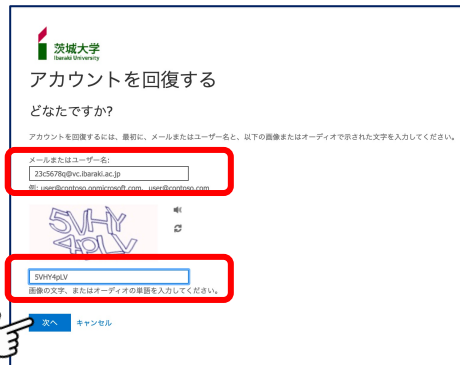 茨城大学
Ibaraki University
アカウントを回復する
どなたですか?
アカウントを回復するには、最初に、メールまたはユーザー名と、以下の画像またはオーディオで示された文字を入力してください。
メールまたはユーザー名:
23c5678q@vc.ibaraki.ac.jp
例: user@contoso.onmicrosoft.com、user@contoso.com
5VHY
4pLV
5VHY4pLV
画像の文字、またはオーディオの単語を入力してください。
次へ キャンセル